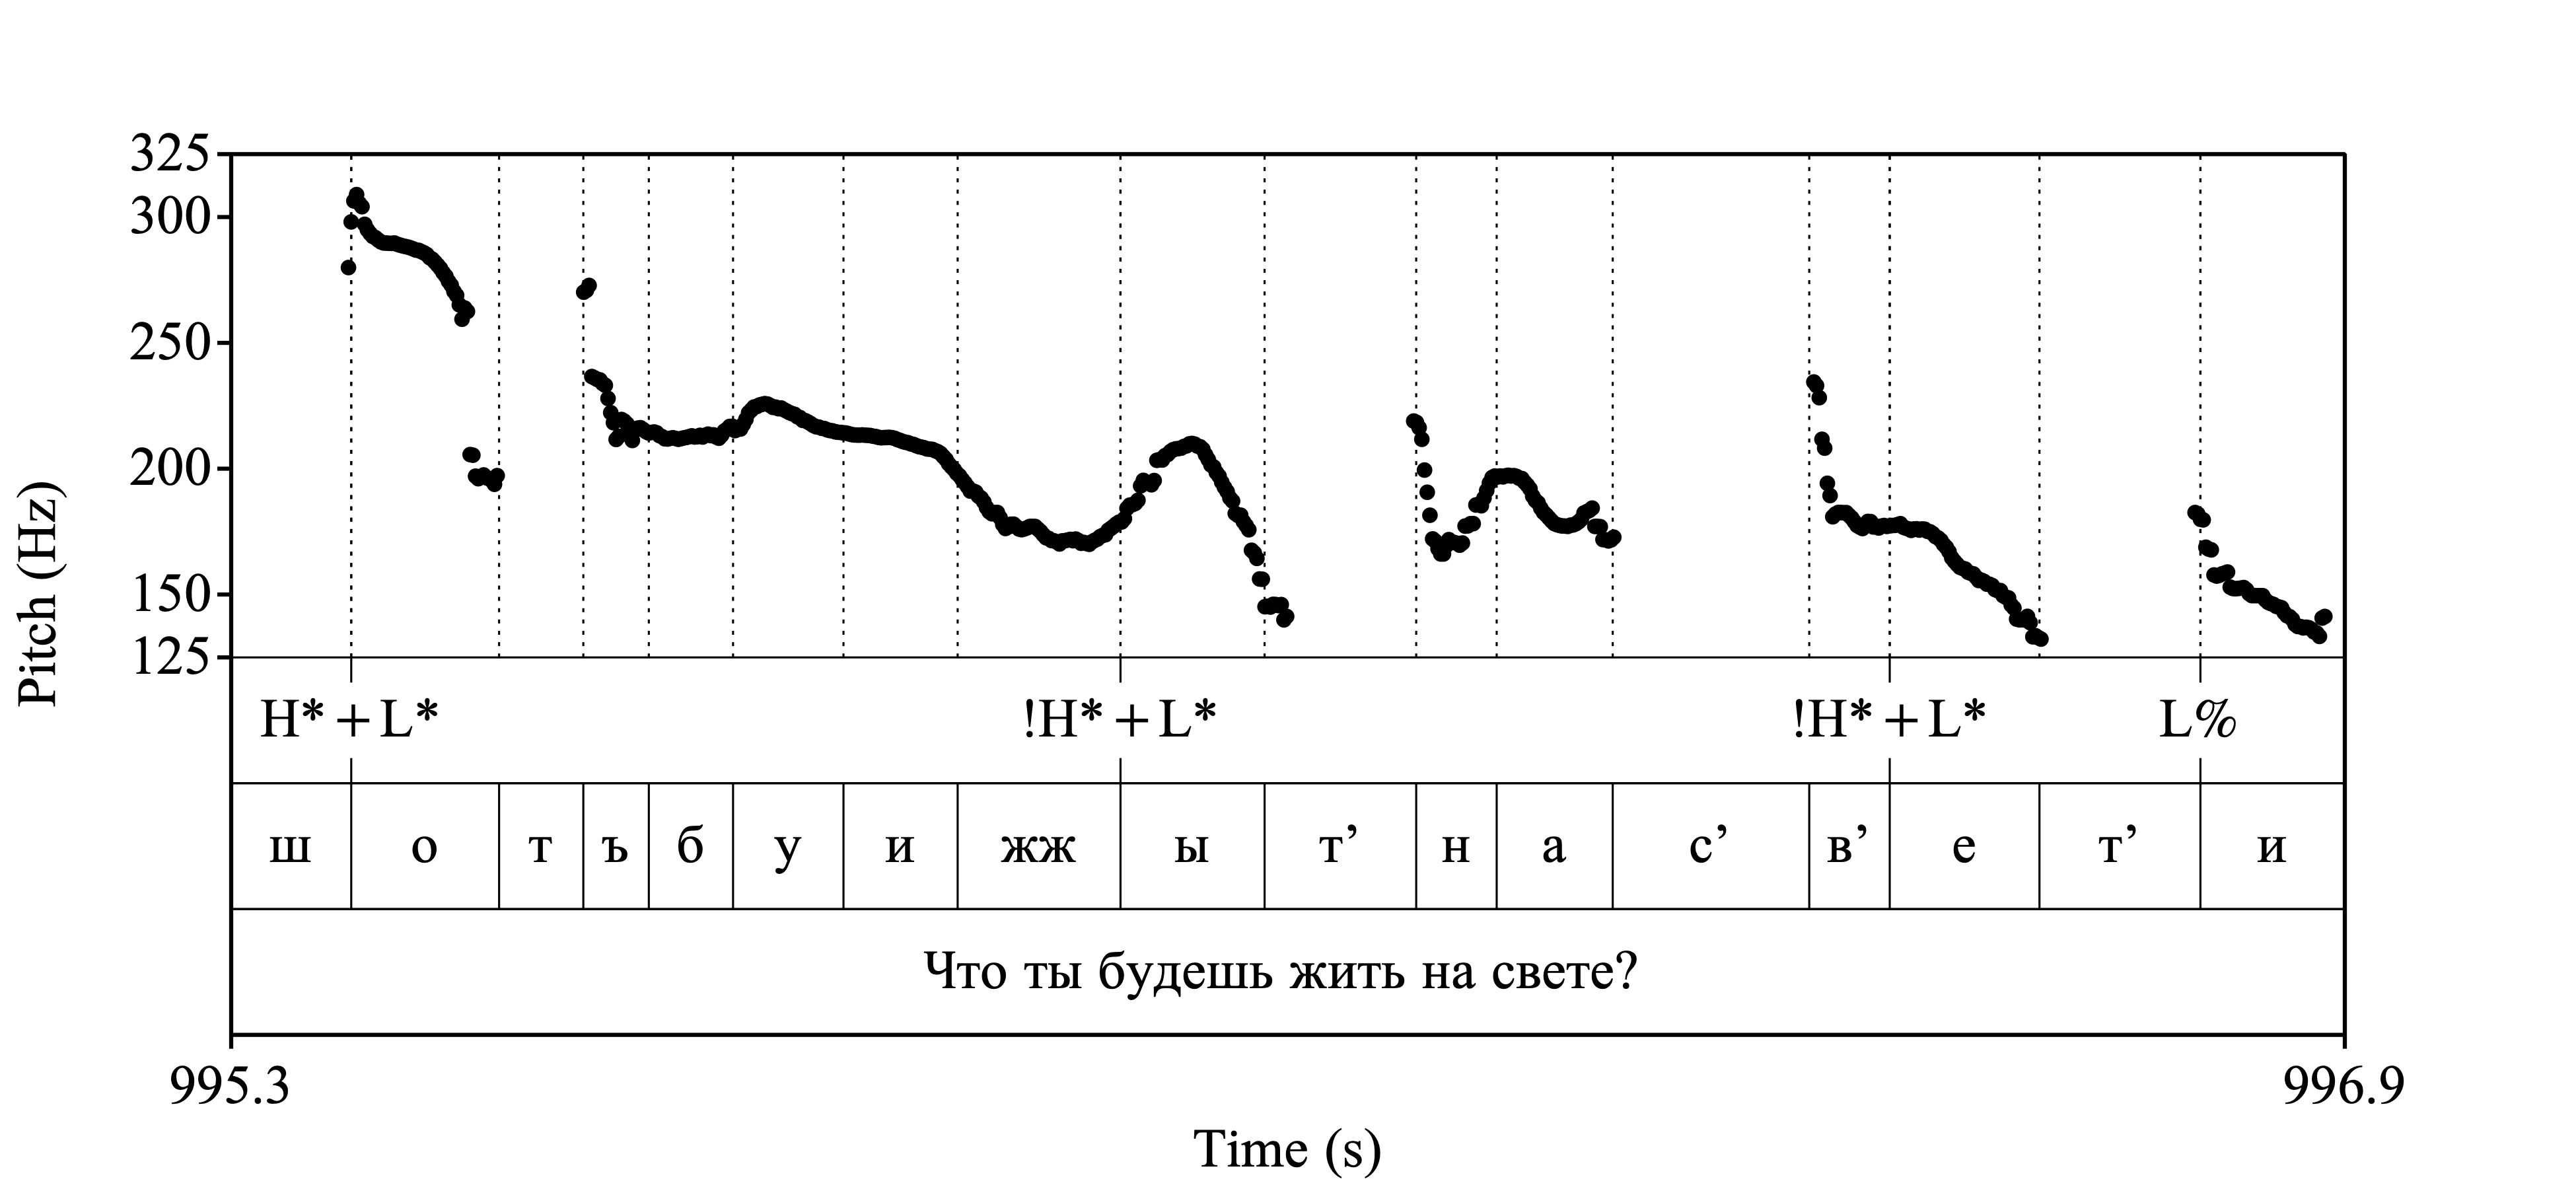 325
300
250
200
150
125
Pitch (Hz)
H* + L* !H* + L* !H* + L* L%
ш о т ъ б у и жж ы т’ н а с’ в’ е т’ и
Что ты будешь жить на свете?
995.3 996.9
Time (s)